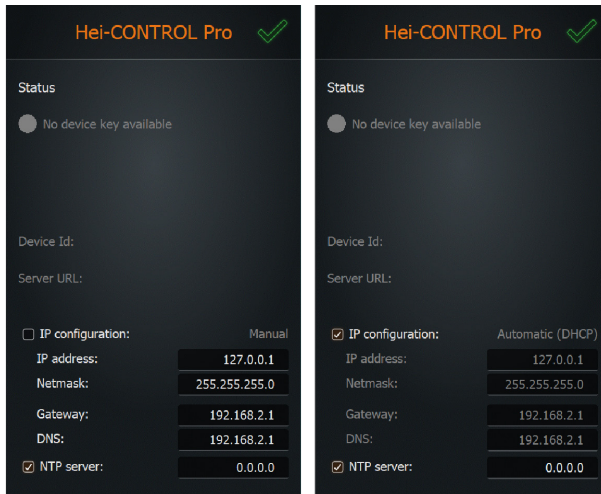 Hei-CONTROL Pro
Status
No device key available
Device Id:
Server URL:
IP configuration: Manual
IP address: 127.0.0.1
Netmask: 255.255.255.0
Gateway: 192.168.2.1
DNS: 192.168.2.1
NTP server: 0.0.0.0
Hei-CONTROL Pro
Status
No device key available
Device Id:
Server URL:
IP configuration: Automatic (DHCP)
IP address: 127.0.0.1
Netmask: 255.255.255.0
Gateway: 192.168.2.1
DNS: 192.168.2.1
NTP server: 0.0.0.0